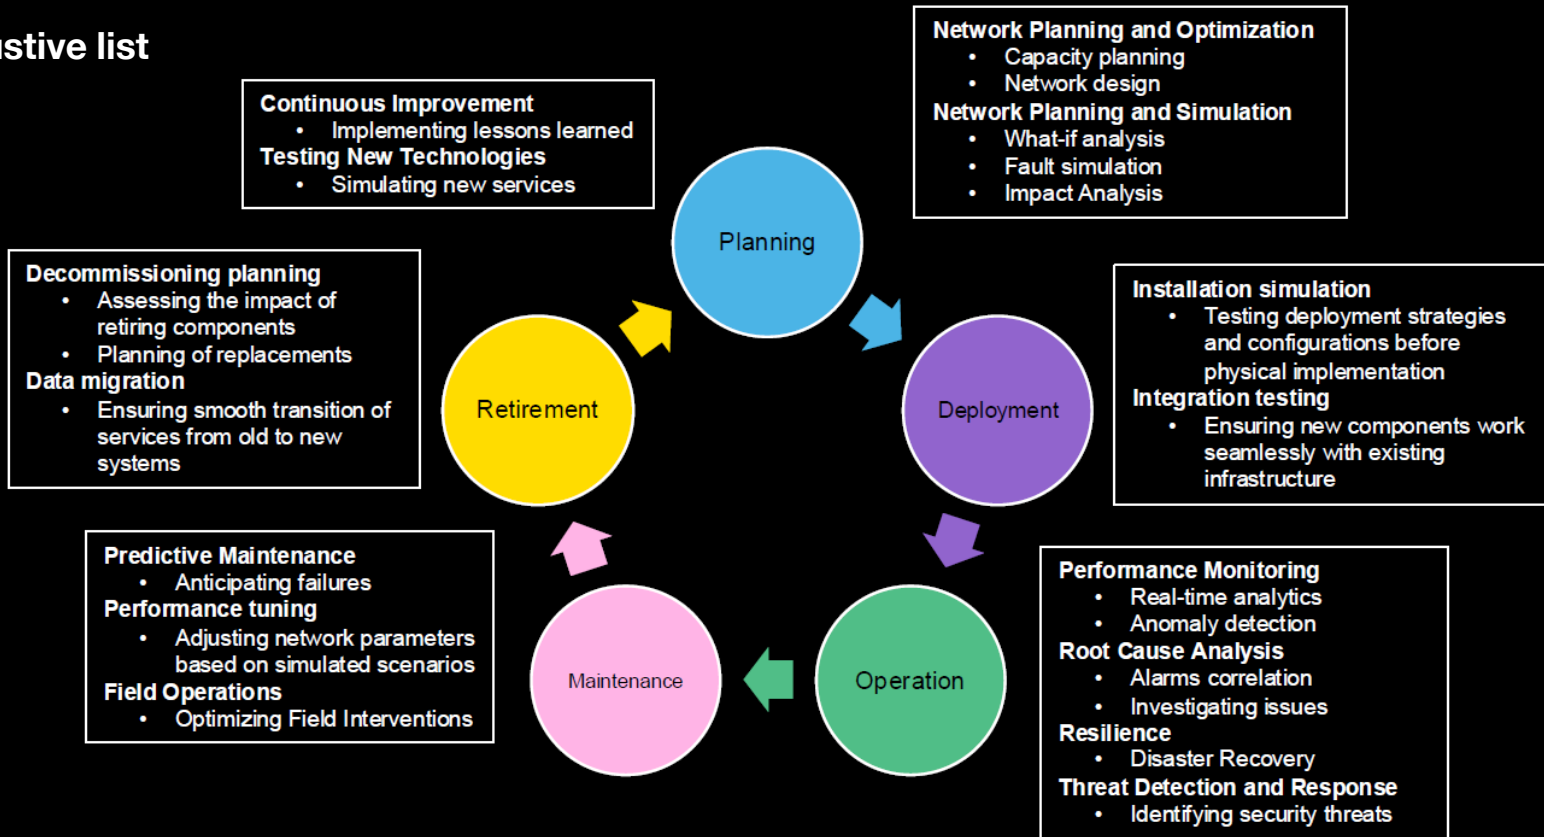 ustive list
Continuous Improvement
• Implementing lessons learned
Testing New Technologies
• Simulating new services
Network Planning and Optimization
• Capacity planning
• Network design
Network Planning and Simulation
• What-if analysis
• Fault simulation
• Impact Analysis
Planning
Decommissioning planning
• Assessing the impact of
retiring components
• Planning of replacements
Data migration
• Ensuring smooth transition of
services from old to new
systems
Retirement
Deployment
Installation simulation
• Testing deployment strategies
and configurations before
physical implementation
Integration testing
• Ensuring new components work
seamlessly with existing
infrastructure
Predictive Maintenance
• Anticipating failures
Performance tuning
• Adjusting network parameters
based on simulated scenarios
Field Operations
• Optimizing Field Interventions
Maintenance
Operation
Performance Monitoring
• Real-time analytics
• Anomaly detection
Root Cause Analysis
• Alarms correlation
• Investigating issues
Resilience
• Disaster Recovery
Threat Detection and Response
• Identifying security threats